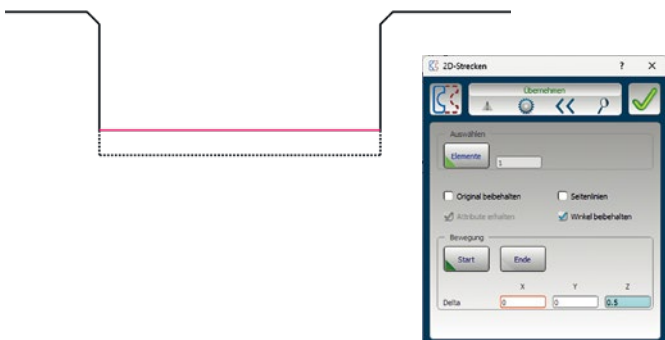 2D-Strecken ? X
Übernehmen
Auswählen
Elemente 1
Original beibehalten Seitenlinien
Attribute erhalten Winkel beibehalten
Bewegung
Start Ende
X Y Z
Delta 0 0 0.5